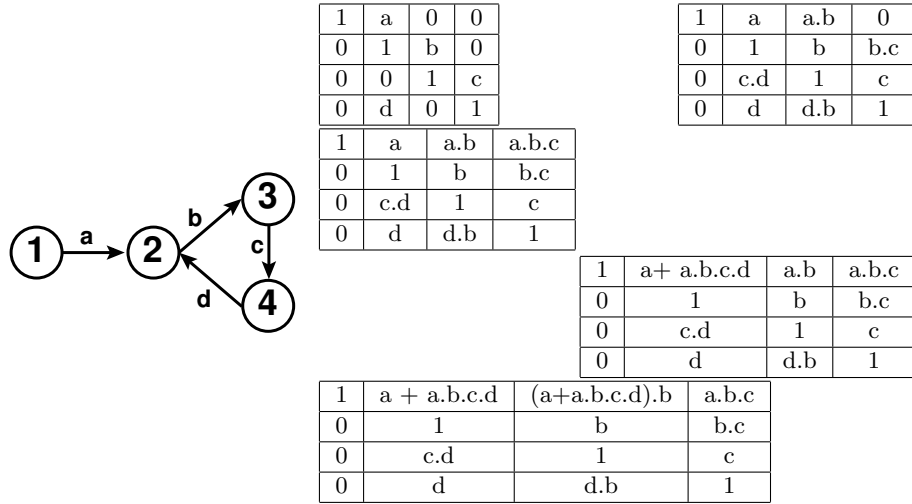 1 a 0 0
0 1 b 0
0 0 1 c
0 d 0 1
1 a a.b 0
0 1 b b.c
0 c.d 1 c
0 d d.b 1
1 a a.b a.b.c
0 1 b b.c
0 c.d 1 c
0 d d.b 1
1 a 2 b 3 c 4 d
1 a+ a.b.c.d a.b a.b.c
0 1 b b.c
0 c.d 1 c
0 d d.b 1
1 a + a.b.c.d (a+a.b.c.d).b a.b.c
0 1 b b.c
0 c.d 1 c
0 d d.b 1